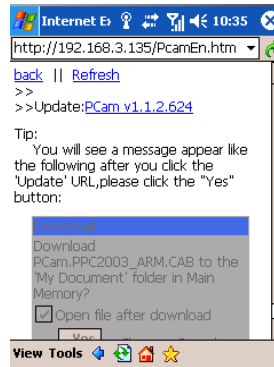 Internet Ex 10:35
http://192.168.3.135/PcamEn.htm
back || Refresh
>>
>>Update:PCam v1.1.2.624
Tip:
You will see a message appear like
the following after you click the
'Update' URL,please click the "Yes"
button:
Download
Download
PCam.PPC2003_ARM.CAB to the
'My Document' folder in Main
Memory?
Open file after download
Yes
View Tools